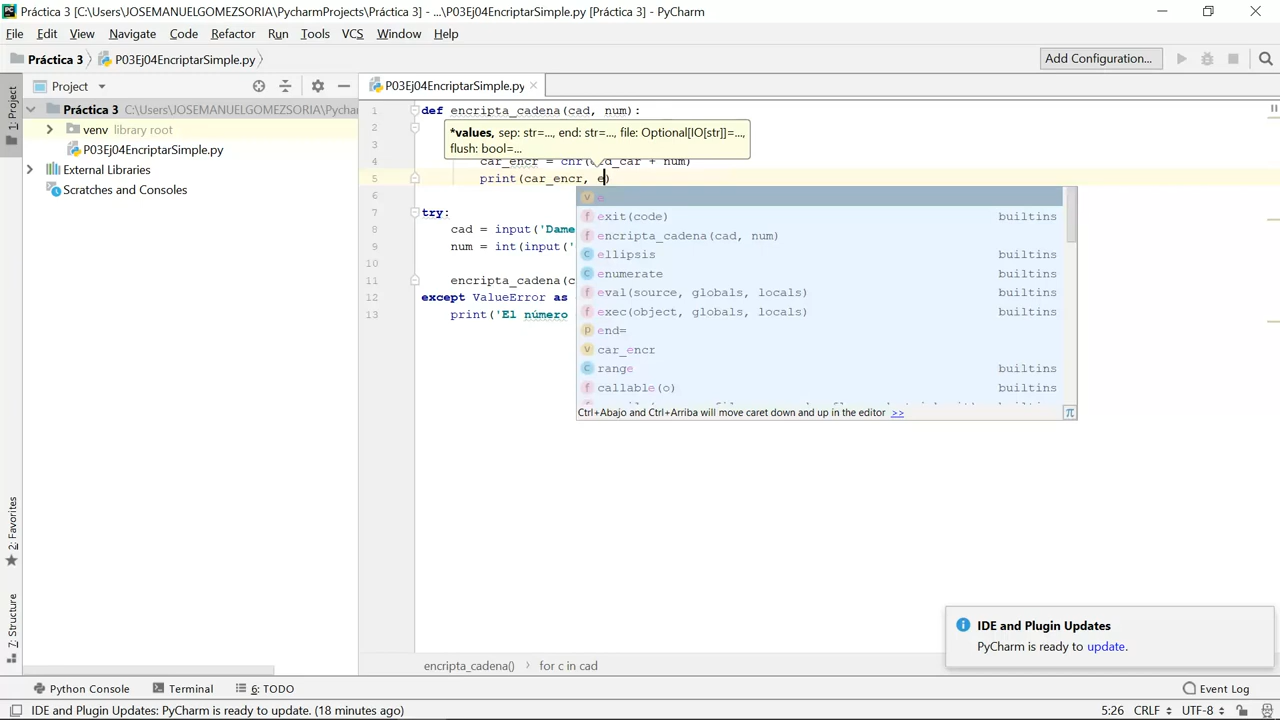 Práctica 3 [C:\Users\JOSEMANUELGOMEZSORIA\PycharmProjects\Práctica 3] - ...\P03Ej04EncriptarSimple.py [Práctica 3] - PyCharm
File Edit View Navigate Code Refactor Run Tools VCS Window Help
Práctica 3 P03Ej04EncriptarSimple.py
Add Configuration...
1: Project
Project
P03Ej04EncriptarSimple.py
Práctica 3 C:\Users\JOSEMANUELGOMEZSORIA\Pychar
venv library root
P03Ej04EncriptarSimple.py
External Libraries
Scratches and Consoles
1 def encripta_cadena(cad, num):
2
*values, sep: str=..., end: str=..., file: Optional[IO[str]]=...,
flush: bool=...
3
4 car_encr = chr( d_car + num)
5 print(car_encr, e)
6
7 try:
8 cad = input('Dame
9 num = int(input('
10
11 encripta_cadena(c
12 except ValueError as
13 print('El número
e
exit(code) builtins
encripta_cadena(cad, num)
ellipsis builtins
enumerate builtins
eval(source, globals, locals) builtins
exec(object, globals, locals) builtins
end=
car_encr
range builtins
callable(o) builtins
Ctrl+Abajo and Ctrl+Arriba will move caret down and up in the editor >>
π
2: Favorites
7: Structure
IDE and Plugin Updates
PyCharm is ready to update.
encripta_cadena() for c in cad
Python Console Terminal 6: TODO Event Log
IDE and Plugin Updates: PyCharm is ready to update. (18 minutes ago) 5:26 CRLF UTF-8